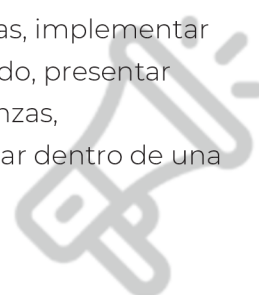 as, implementar
do, presentar
nzas,
ar dentro de una